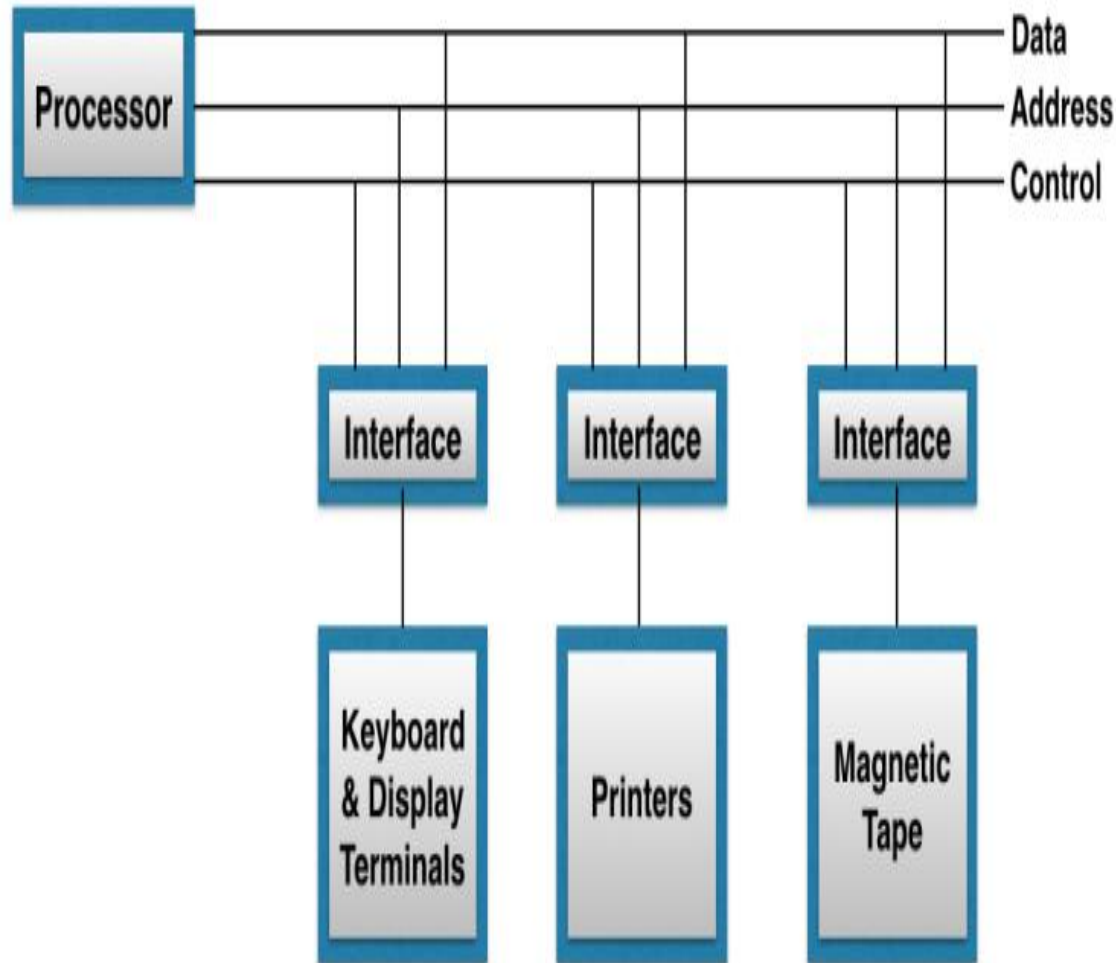 Data
Processor
Address
Control
Interface
Interface
Interface
Keyboard
& Display
Terminals
Printers
Magnetic
Tape